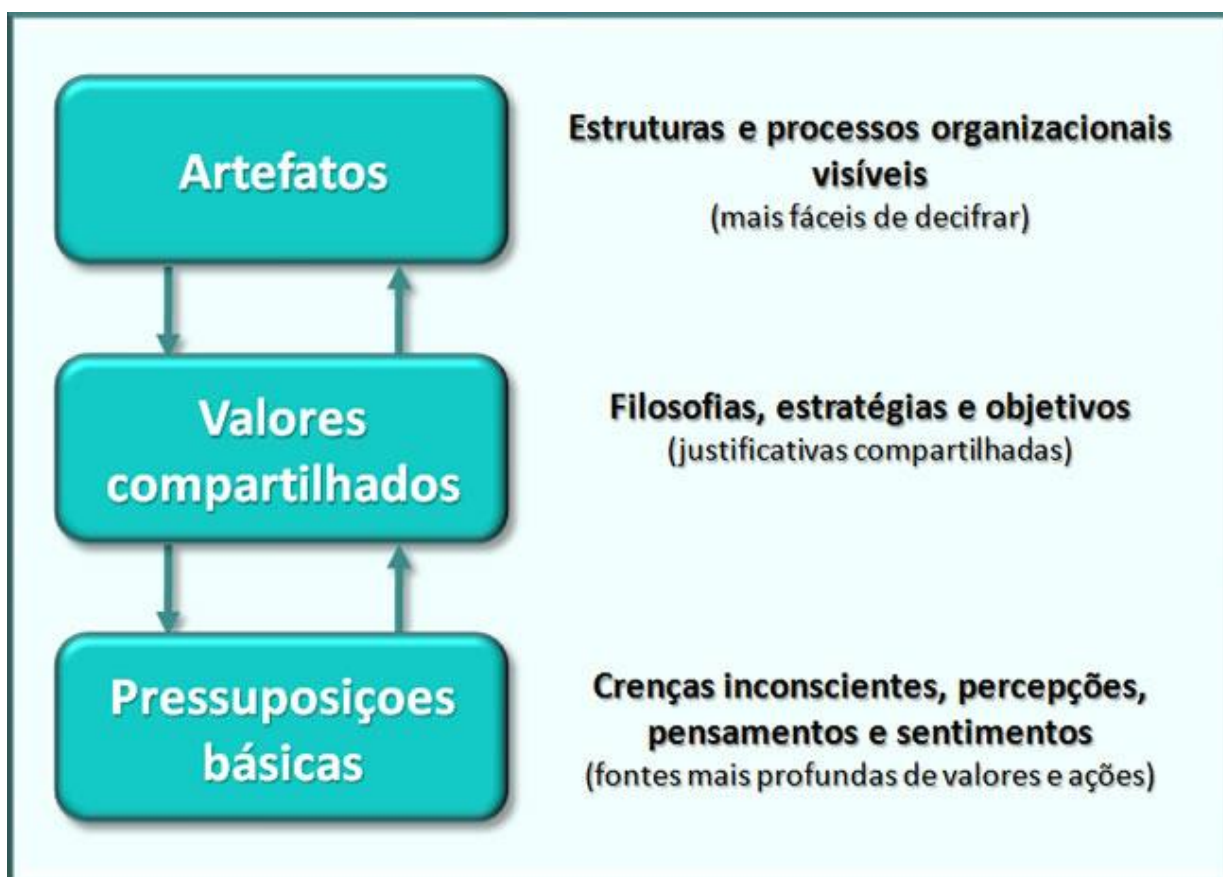 Artefatos
Estruturas e processos organizacionais
visíveis
(mais fáceis de decifrar)
Valores
compartilhados
Filosofias, estratégias e objetivos
(justificativas compartilhadas)
Pressuposiçoes
básicas
Crenças inconscientes, percepções,
pensamentos e sentimentos
(fontes mais profundas de valores e ações)